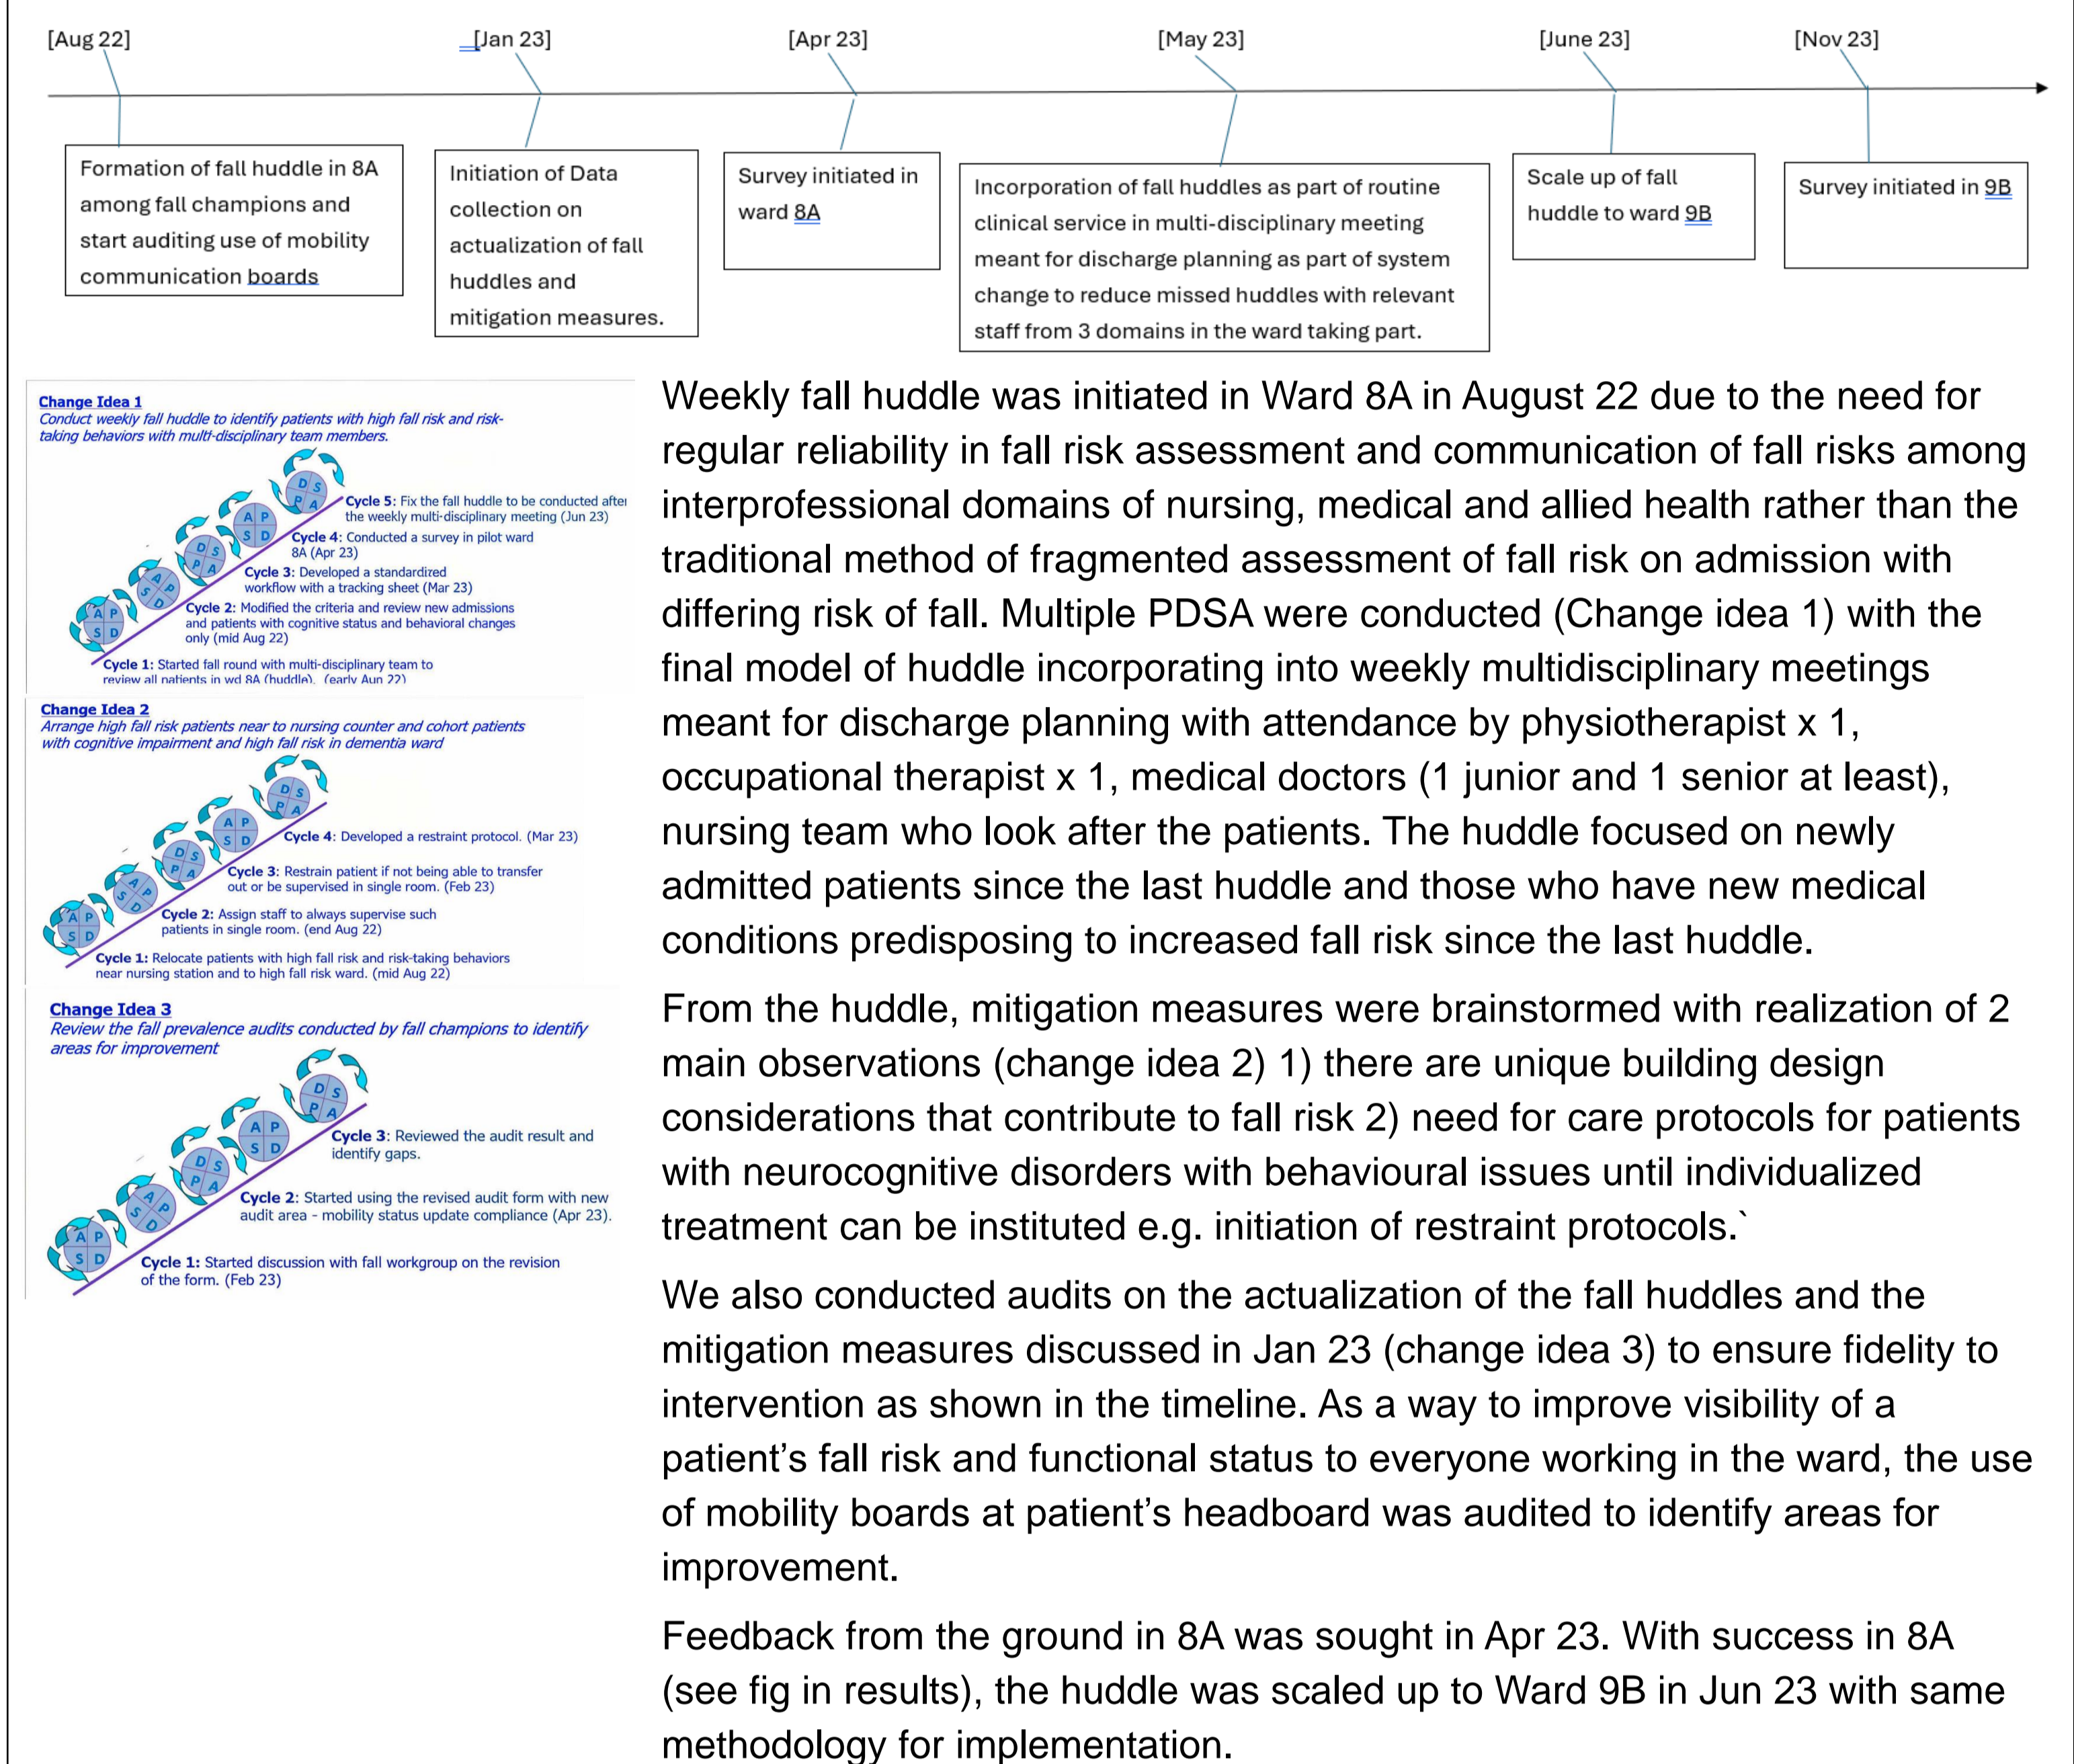 [Aug 22]
[Jan 23]
[Apr 23]
[May 23]
[June 23]
[Nov 23]
Formation of fall huddle in 8A
among fall champions and
start auditing use of mobility
communication boards
Initiation of Data
collection on
actualization of fall
huddles and
mitigation measures.
Survey initiated in
ward 8A
Incorporation of fall huddles as part of routine
clinical service in multi-disciplinary meeting
meant for discharge planning as part of system
change to reduce missed huddles with relevant
staff from 3 domains in the ward taking part.
Scale up of fall
huddle to ward 9B
Survey initiated in 9B
Change Idea 1
Conduct weekly fall huddle to identify patients with high fall risk and risk-
taking behaviors with multi-disciplinary team members.
D S
P A
Cycle 5: Fix the fall huddle to be conducted after
the weekly multi-disciplinary meeting (Jun 23)
A P
S D
Cycle 4: Conducted a survey in pilot ward
8A (Apr 23)
D S
P A
Cycle 3: Developed a standardized
workflow with a tracking sheet (Mar 23)
A P
S D
Cycle 2: Modified the criteria and review new admissions
and patients with cognitive status and behavioral changes
only (mid Aug 22)
A P
S D
Cycle 1: Started fall round with multi-disciplinary team to
review all patients in wd 8A (huddle). (early Aug 22)
Change Idea 2
Arrange high fall risk patients near to nursing counter and cohort patients
with cognitive impairment and high fall risk in dementia ward
D S
P A
A P
S D
Cycle 4: Developed a restraint protocol. (Mar 23)
D S
P A
Cycle 3: Restrain patient if not being able to transfer
out or be supervised in single room. (Feb 23)
A P
S D
Cycle 2: Assign staff to always supervise such
patients in single room. (end Aug 22)
A P
S D
Cycle 1: Relocate patients with high fall risk and risk-taking behaviors
near nursing station and to high fall risk ward. (mid Aug 22)
Change Idea 3
Review the fall prevalence audits conducted by fall champions to identify
areas for improvement
D S
P A
A P
S D
Cycle 3: Reviewed the audit result and
identify gaps.
D S
P A
A P
S D
Cycle 2: Started using the revised audit form with new
audit area - mobility status update compliance (Apr 23).
A P
S D
Cycle 1: Started discussion with fall workgroup on the revision
of the form. (Feb 23)
Weekly fall huddle was initiated in Ward 8A in August 22 due to the need for
regular reliability in fall risk assessment and communication of fall risks among
interprofessional domains of nursing, medical and allied health rather than the
traditional method of fragmented assessment of fall risk on admission with
differing risk of fall. Multiple PDSA were conducted (Change idea 1) with the
final model of huddle incorporating into weekly multidisciplinary meetings
meant for discharge planning with attendance by physiotherapist x 1,
occupational therapist x 1, medical doctors (1 junior and 1 senior at least),
nursing team who look after the patients. The huddle focused on newly
admitted patients since the last huddle and those who have new medical
conditions predisposing to increased fall risk since the last huddle.
From the huddle, mitigation measures were brainstormed with realization of 2
main observations (change idea 2) 1) there are unique building design
considerations that contribute to fall risk 2) need for care protocols for patients
with neurocognitive disorders with behavioural issues until individualized
treatment can be instituted e.g. initiation of restraint protocols.`
We also conducted audits on the actualization of the fall huddles and the
mitigation measures discussed in Jan 23 (change idea 3) to ensure fidelity to
intervention as shown in the timeline. As a way to improve visibility of a
patient’s fall risk and functional status to everyone working in the ward, the use
of mobility boards at patient’s headboard was audited to identify areas for
improvement.
Feedback from the ground in 8A was sought in Apr 23. With success in 8A
(see fig in results), the huddle was scaled up to Ward 9B in Jun 23 with same
methodology for implementation.